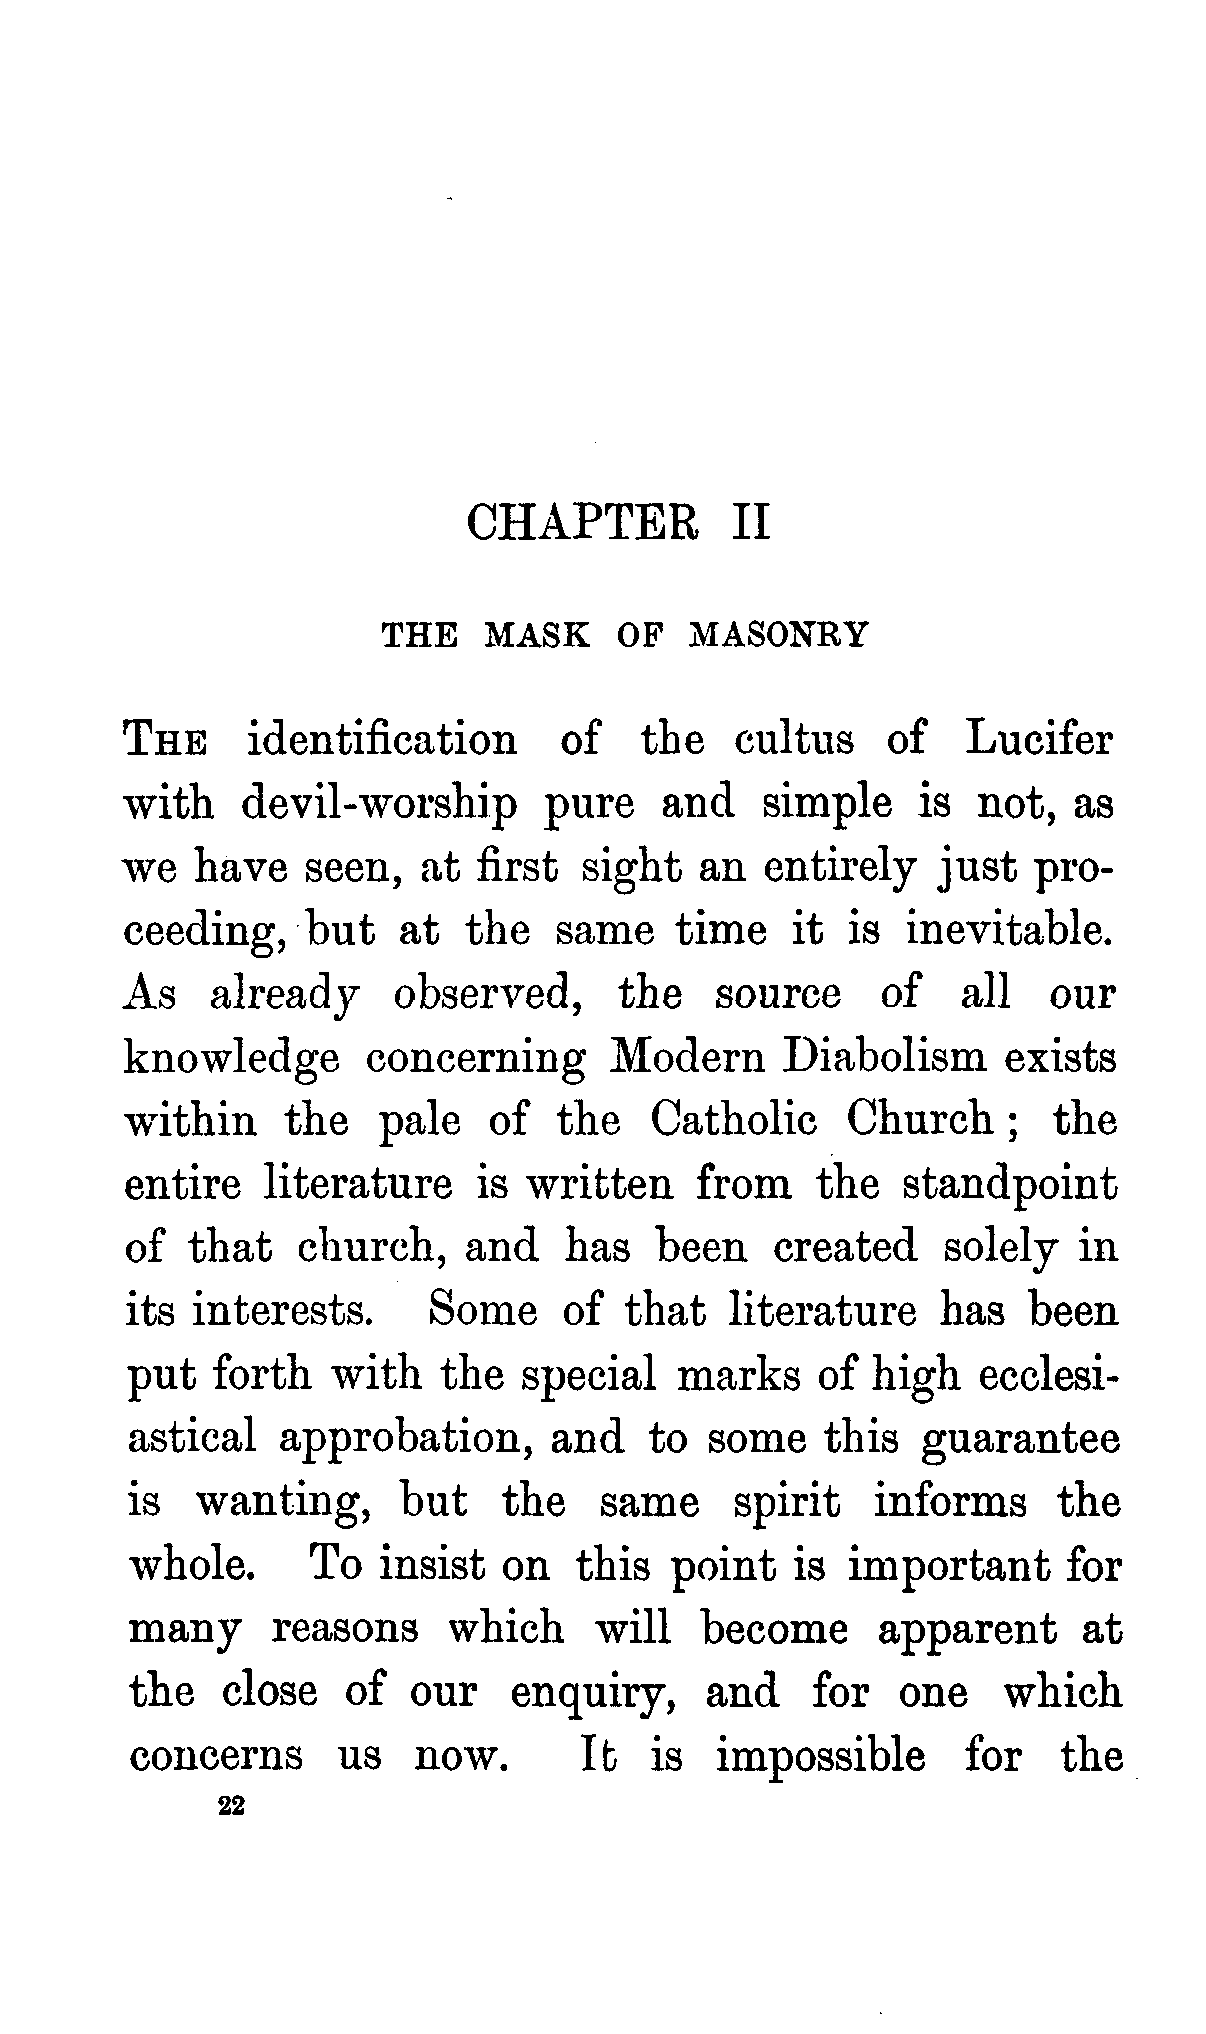 CHAPTER II
THE MASK OF MASONRY
THE identification of the cultus of Lucifer
with devil-worship pure and simple is not, as
we have seen, at first sight an entirely just pro-
ceeding, but at the same time it is inevitable.
As already observed, the source of all our
knowledge concerning Modern Diabolism exists
within the pale of the Catholic Church ; the
entire literature is written from the standpoint
of that church, and has been created solely in
its interests. Some of that literature has been
put forth with the special marks of high ecclesi-
astical approbation, and to some this guarantee
is wanting, but the same spirit informs the
whole. To insist on this point is important for
many reasons which will become apparent at
the close of our enquiry, and for one which
concerns us now. It is impossible for the
22